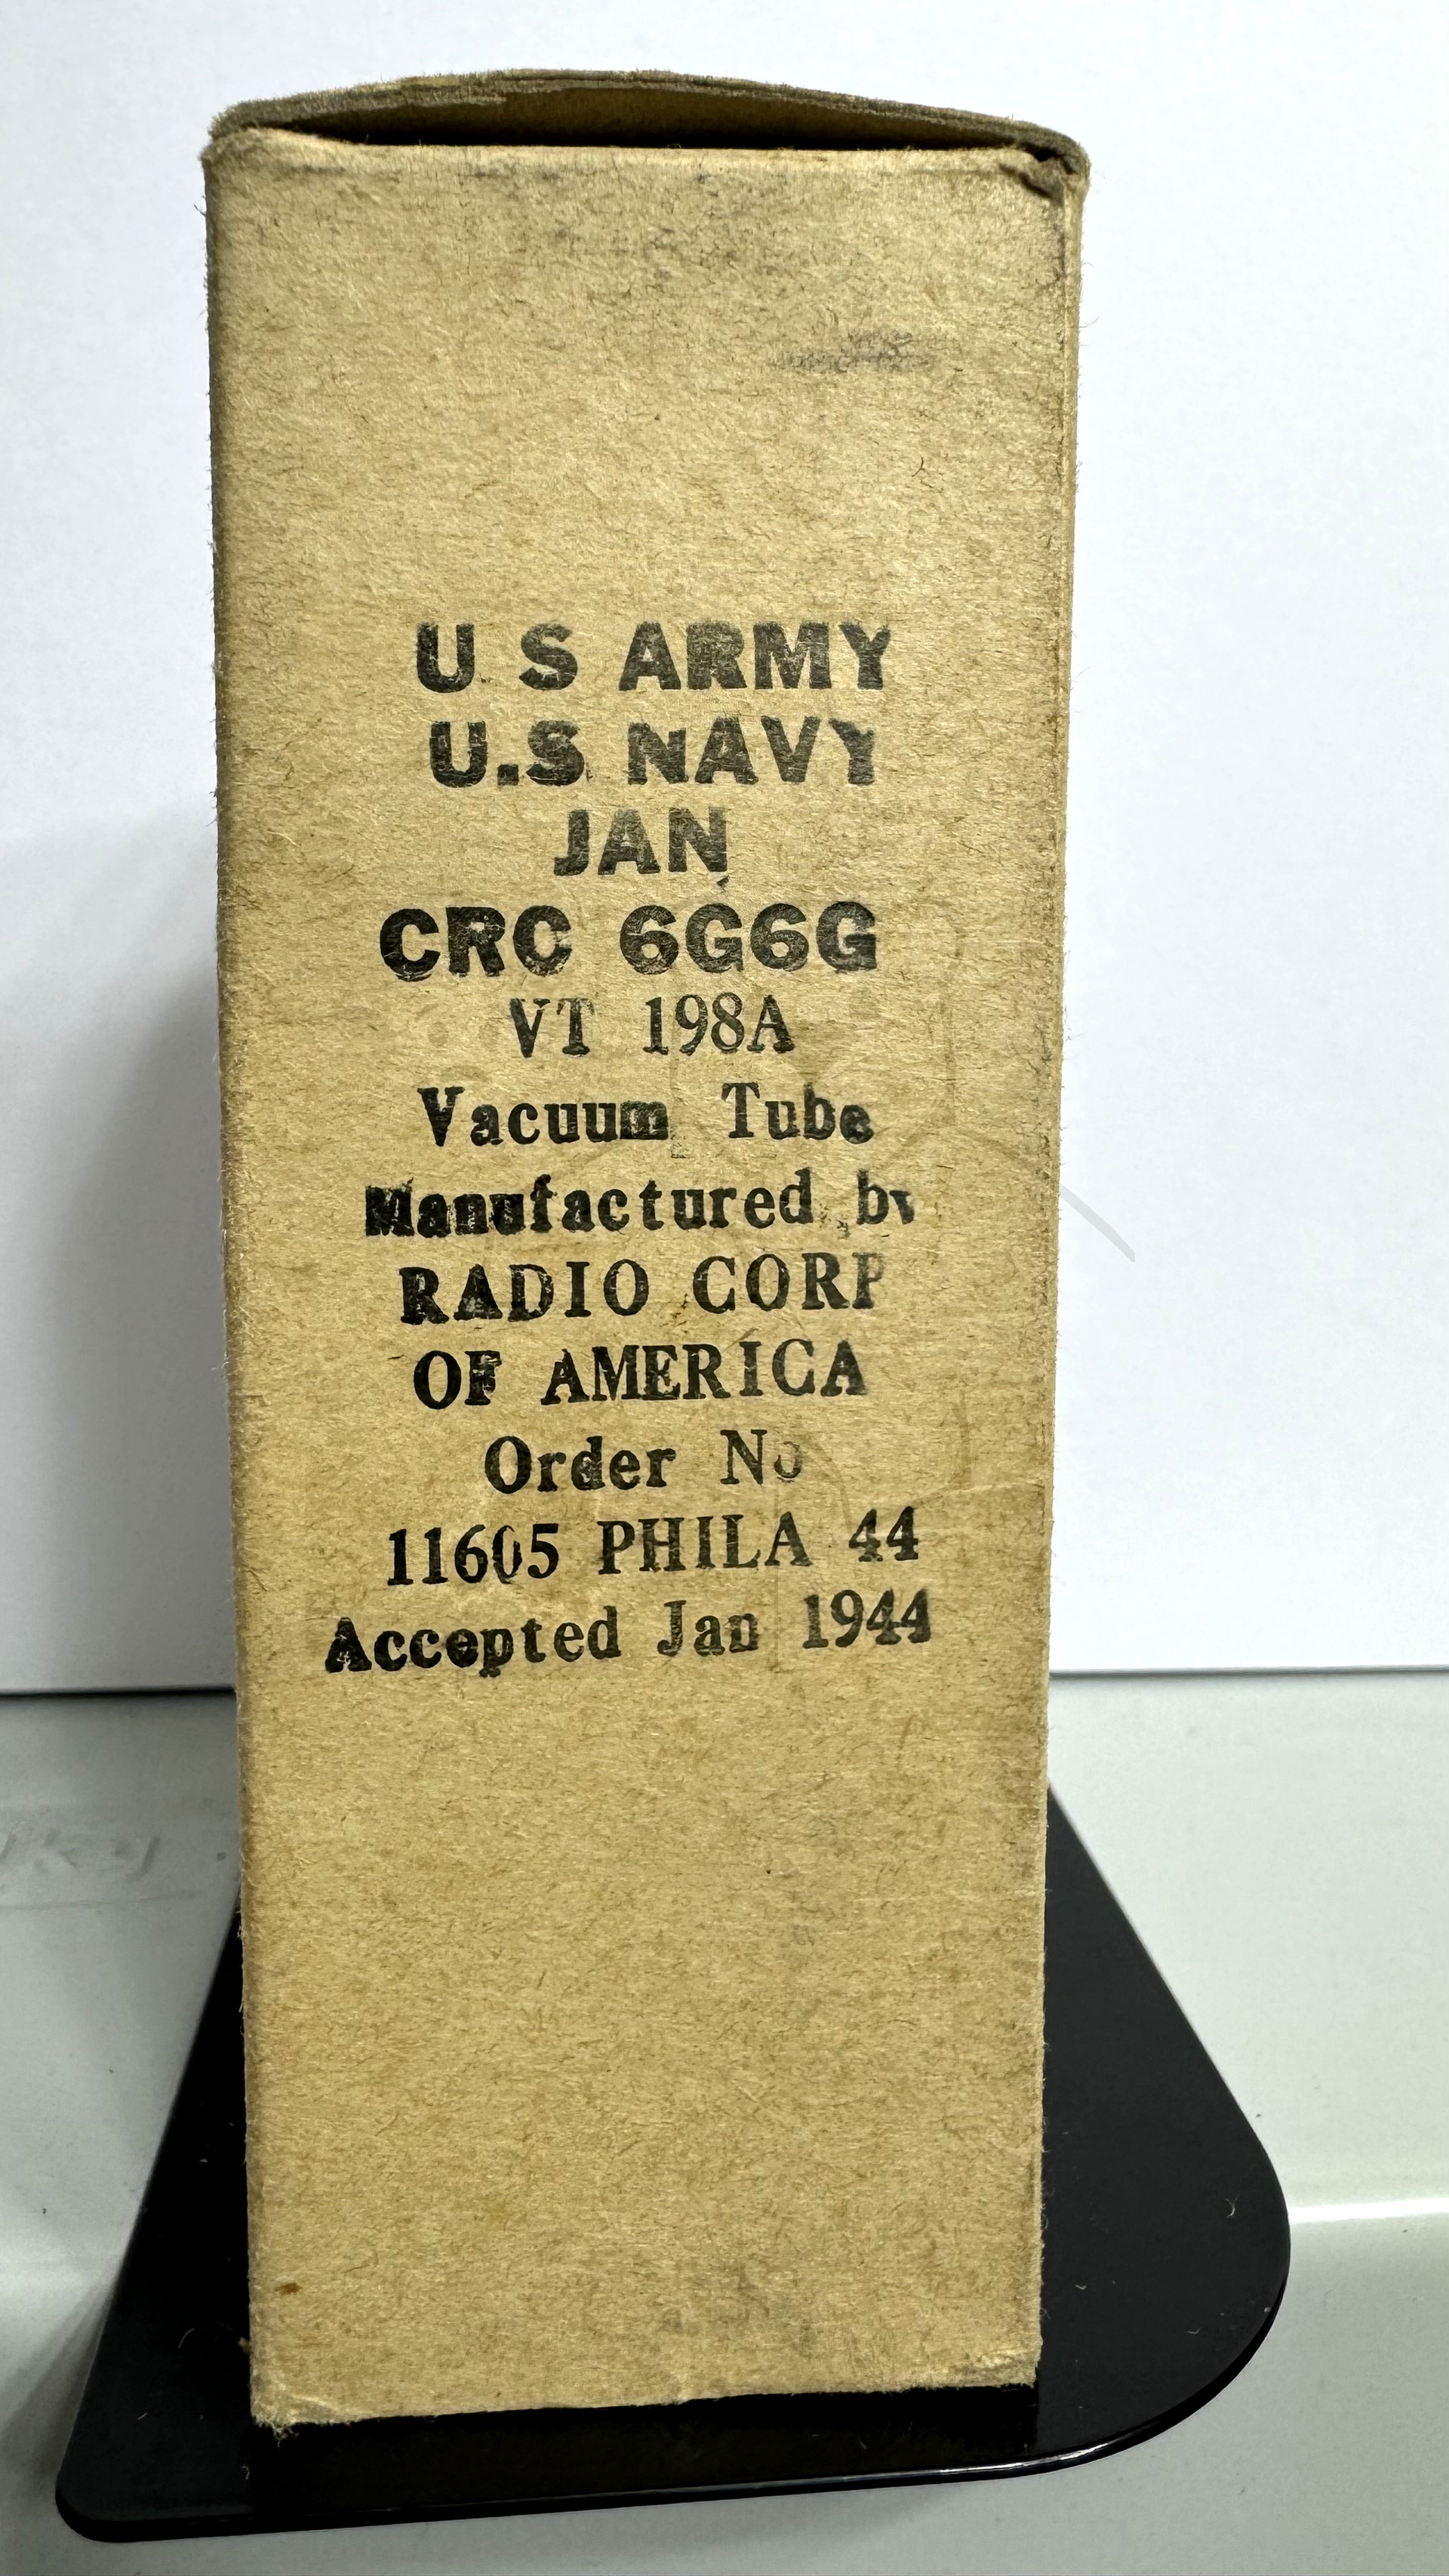 U S ARMY
U.S NAVY
JAN
CRC 6G6G
VT 198A
Vacuum Tube
Manufactured by
RADIO CORP
OF AMERICA
Order No
11605 PHILA 44
Accepted Jan 1944